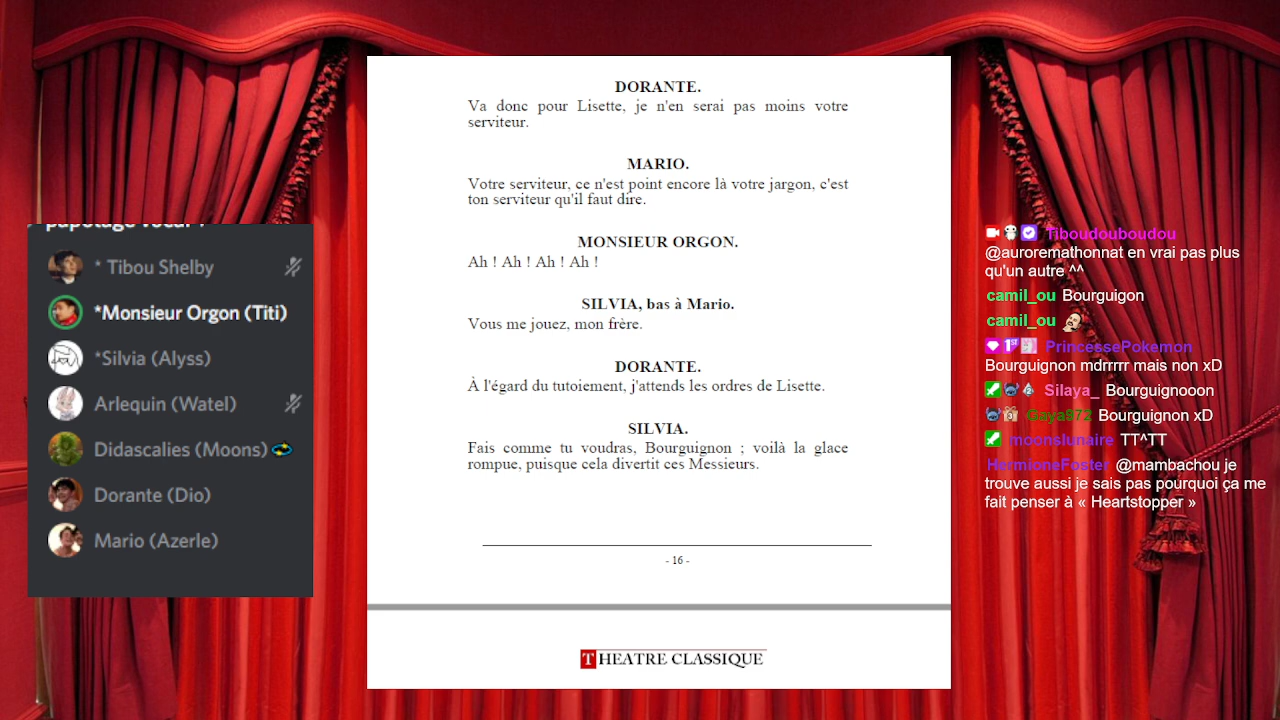 papotage vocal
* Tibou Shelby
*Monsieur Orgon (Titi)
*Silvia (Alyss)
Arlequin (Watel)
Didascalies (Moons)
Dorante (Dio)
Mario (Azerle)
DORANTE.
Va donc pour Lisette, je n'en serai pas moins votre
serviteur.
MARIO.
Votre serviteur, ce n'est point encore là votre jargon, c'est
ton serviteur qu'il faut dire.
MONSIEUR ORGON.
Ah ! Ah ! Ah ! Ah !
SILVIA, bas à Mario.
Vous me jouez, mon frère.
DORANTE.
À l'égard du tutoiement, j'attends les ordres de Lisette.
SILVIA.
Fais comme tu voudras, Bourguignon ; voilà la glace
rompue, puisque cela divertit ces Messieurs.
- 16 -
THEATRE CLASSIQUE
Tiboudouboudou
@auroremathonnat en vrai pas plus
qu'un autre ^^
camil_ou Bourguigon
camil_ou
1ST PrincessePokemon
Bourguignon mdrrrrr mais non xD
Silaya_ Bourguignooon
Gaya972 Bourguignon xD
moonslunaire TT^TT
HermioneFoster @mambachou je
trouve aussi je sais pas pourquoi ça me
fait penser à « Heartstopper »